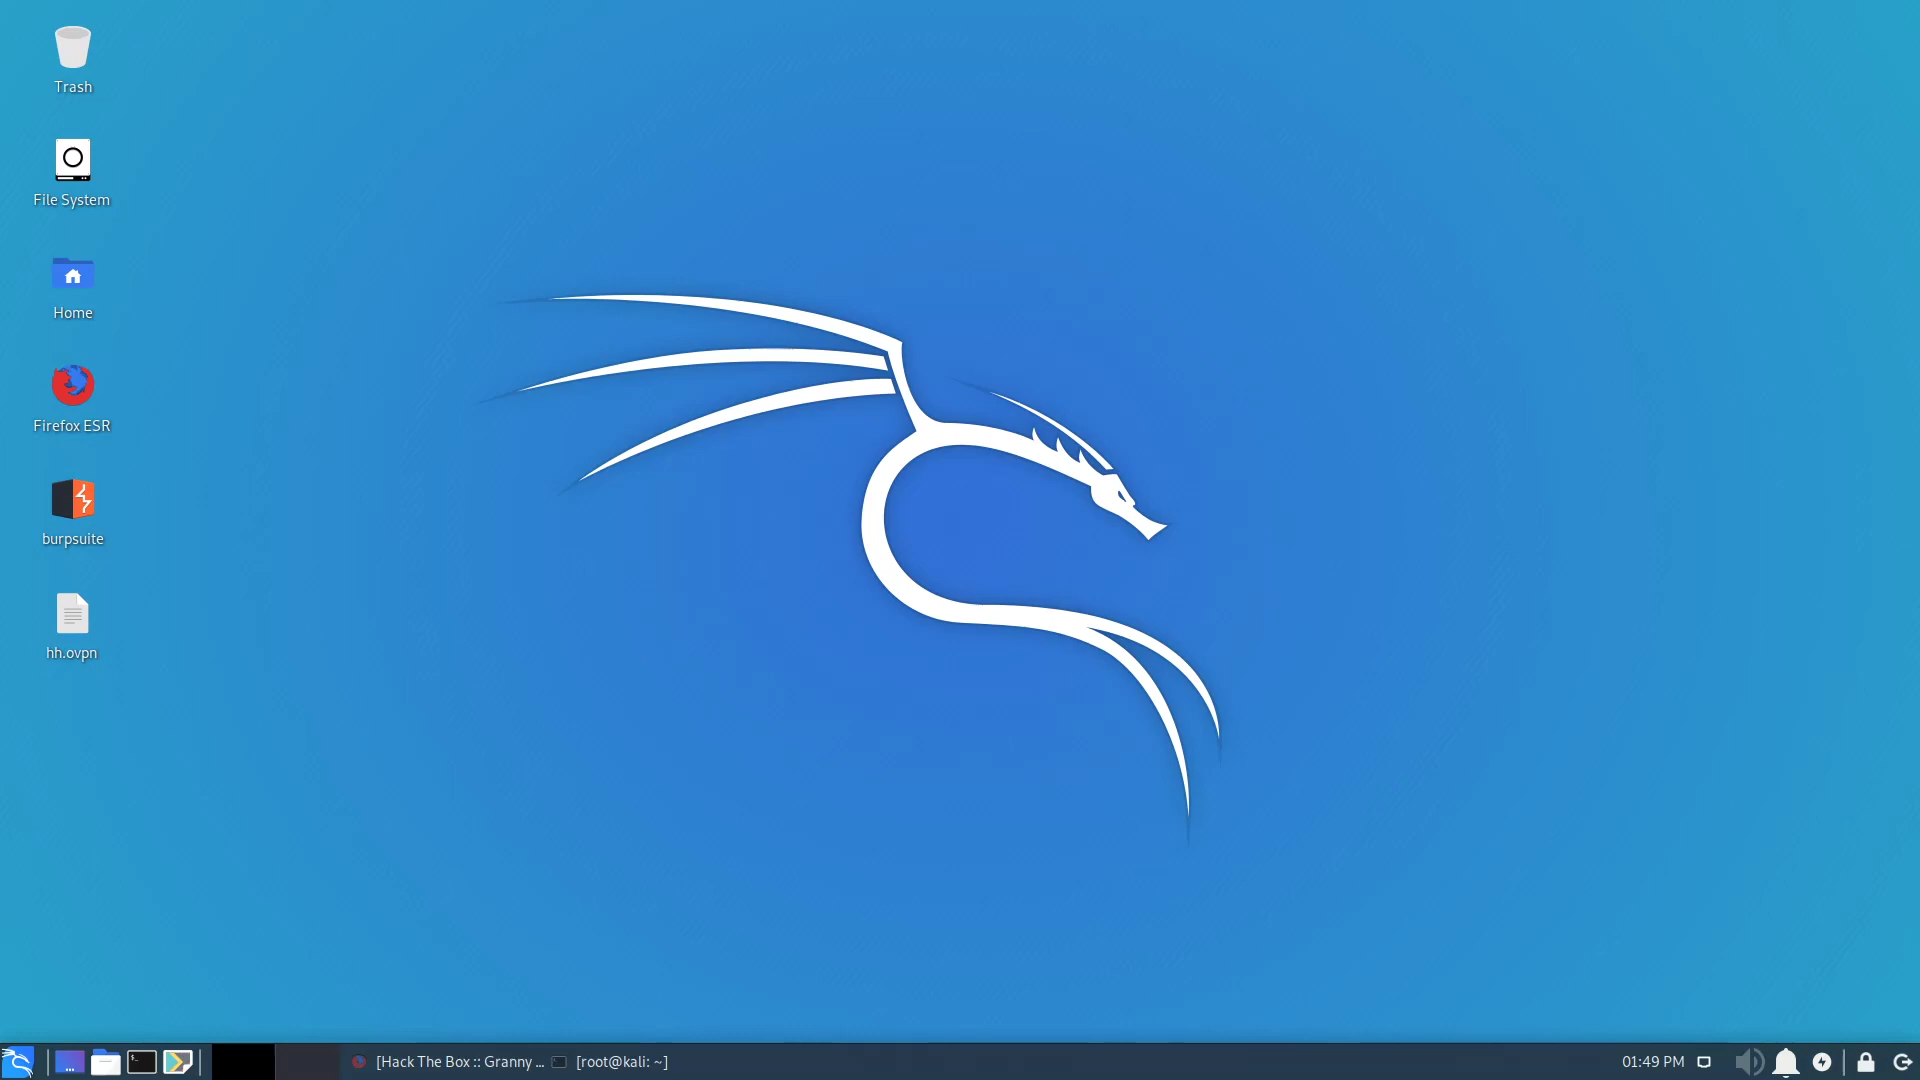 Trash
File System
Home
Firefox ESR
burpsuite
hh.ovpn
[Hack The Box :: Granny ... [root@kali: ~] 01:49 PM